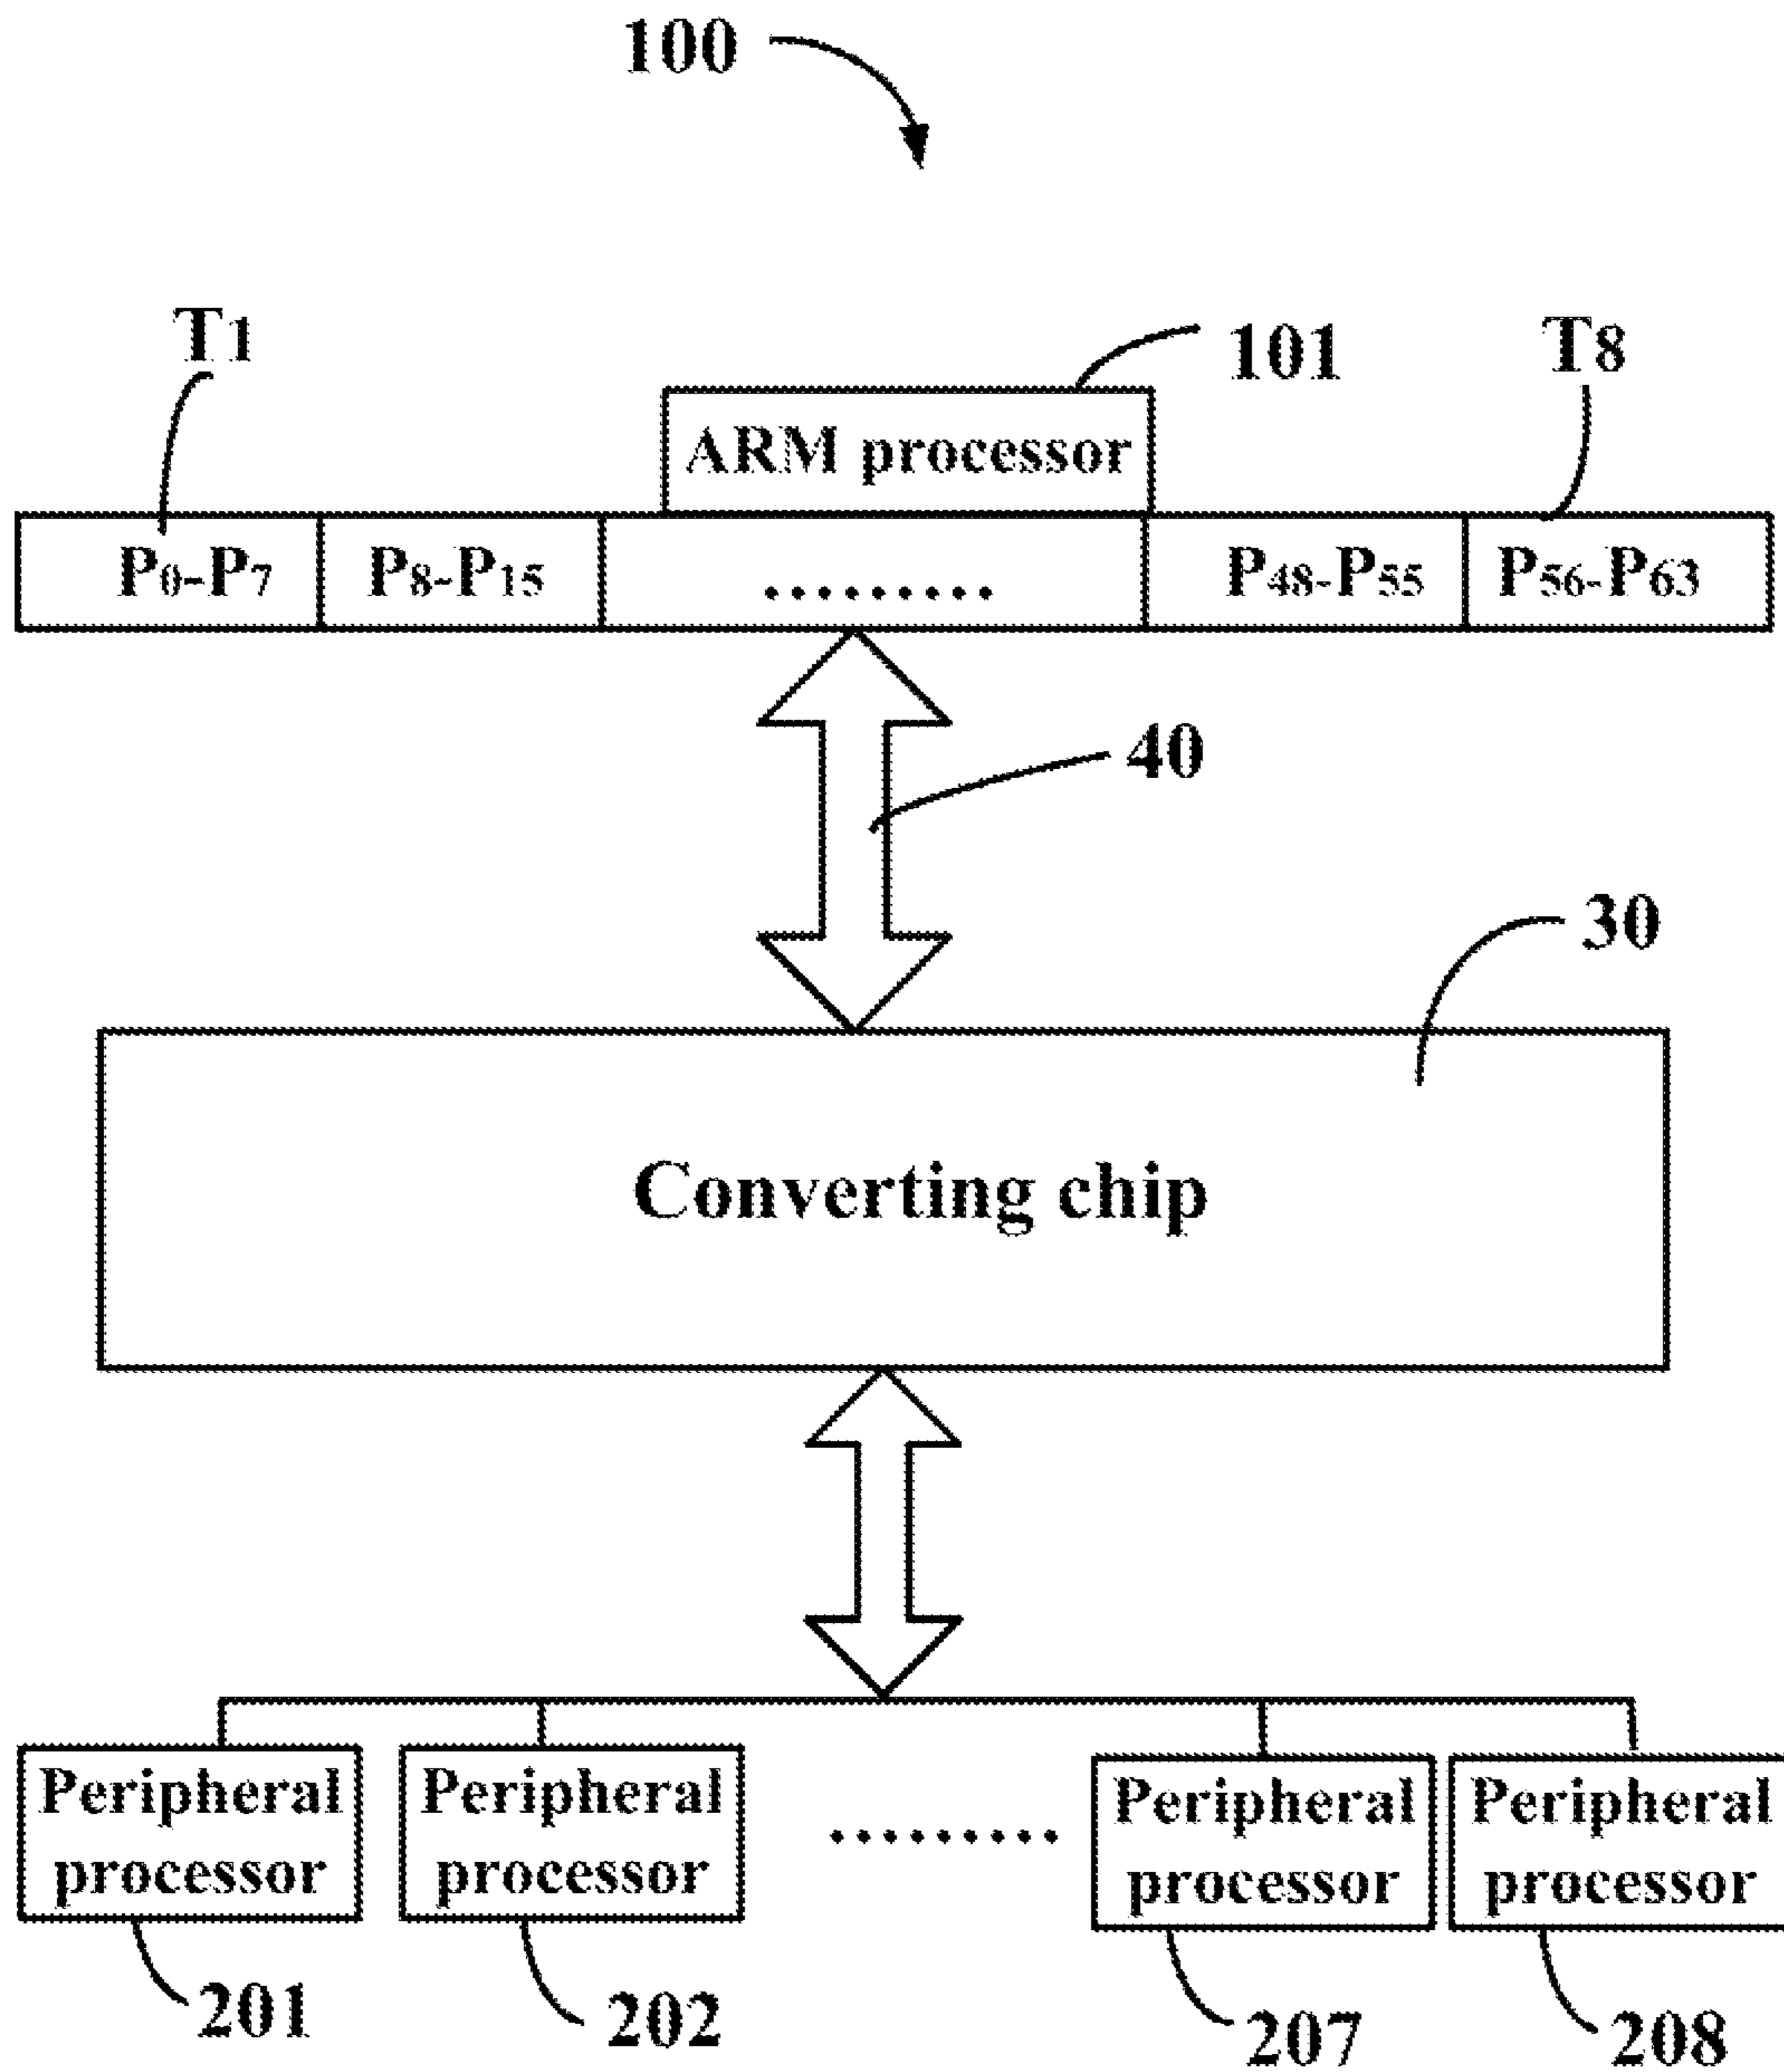 100
T1
101
T8
ARM processor
P0-P7 P8-P15 ......... P48-P55 P56-P63
40
30
Converting chip
Peripheral processor
Peripheral processor
.........
Peripheral processor
Peripheral processor
201
202
207
208